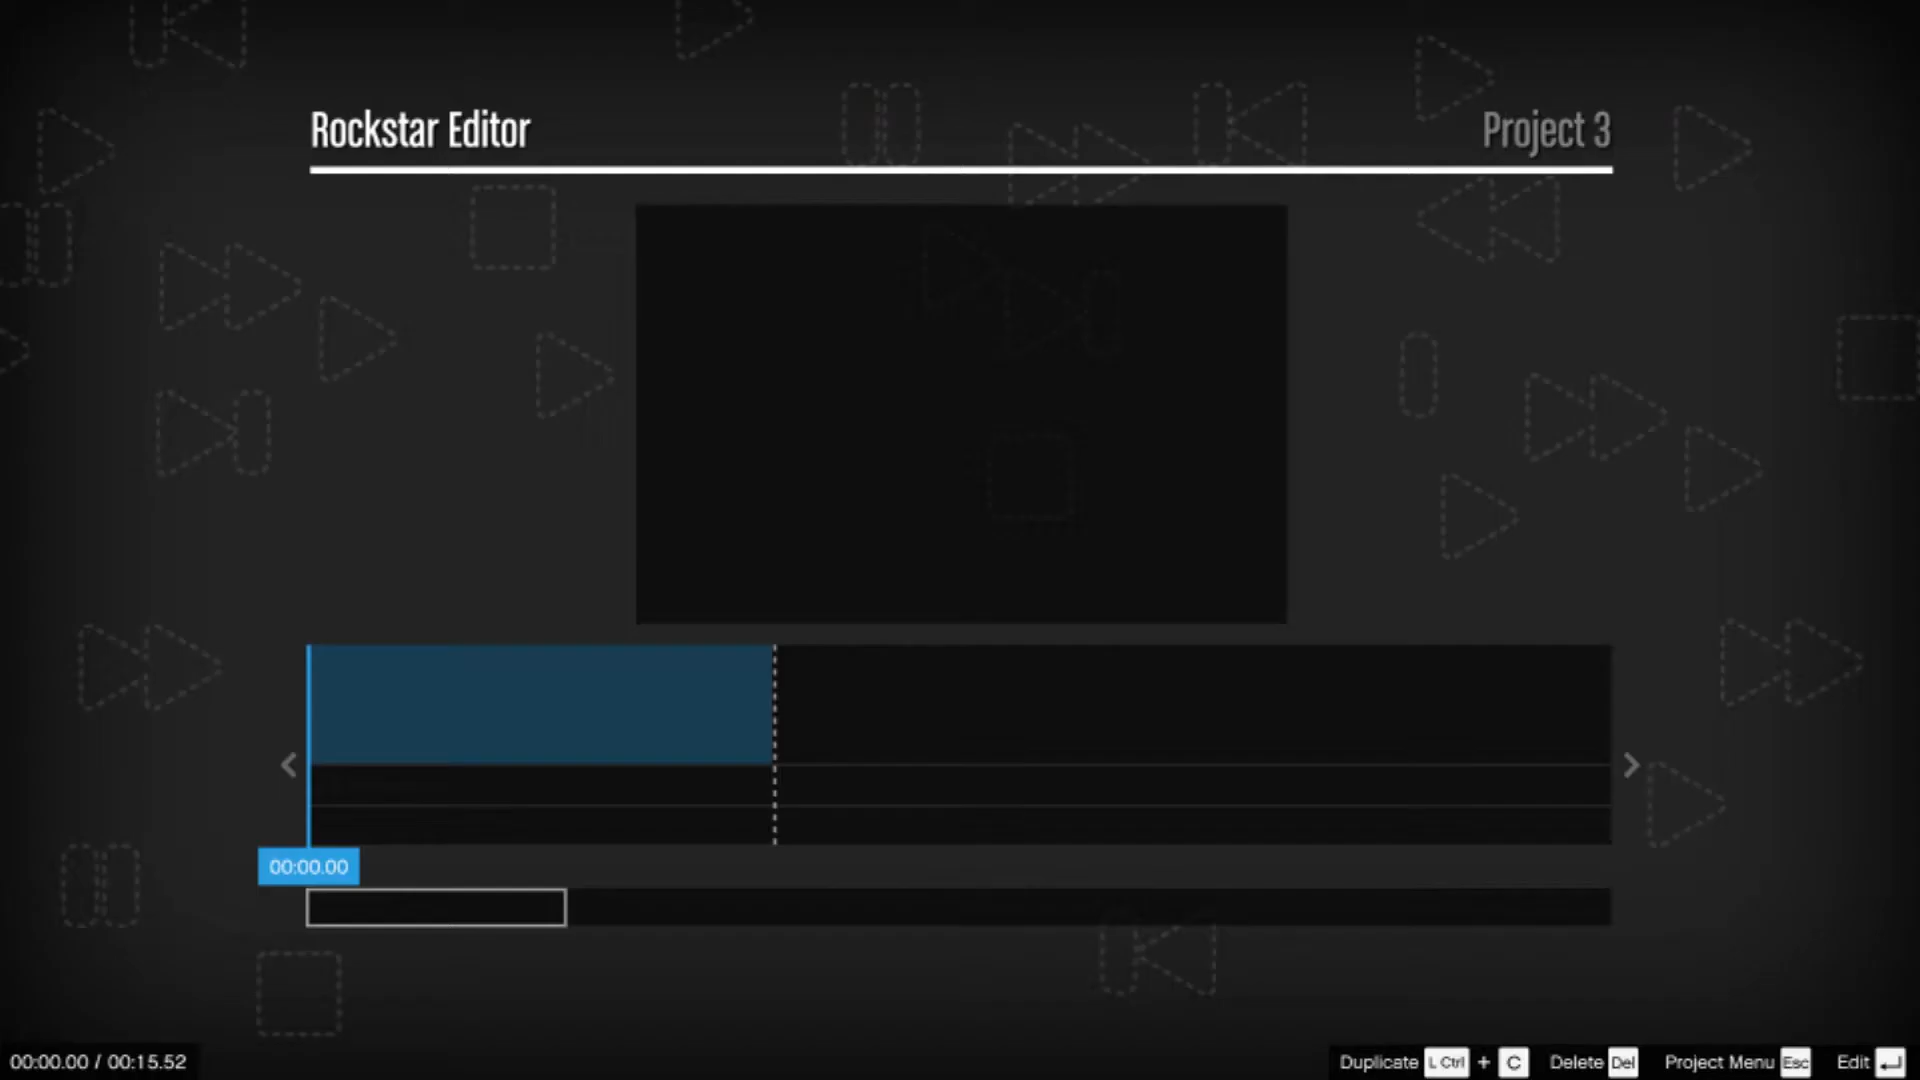 Rockstar Editor
Project 3
00:00.00
00:00.00 / 00:15.52
Duplicate L Ctrl + C Delete Del Project Menu Esc Edit